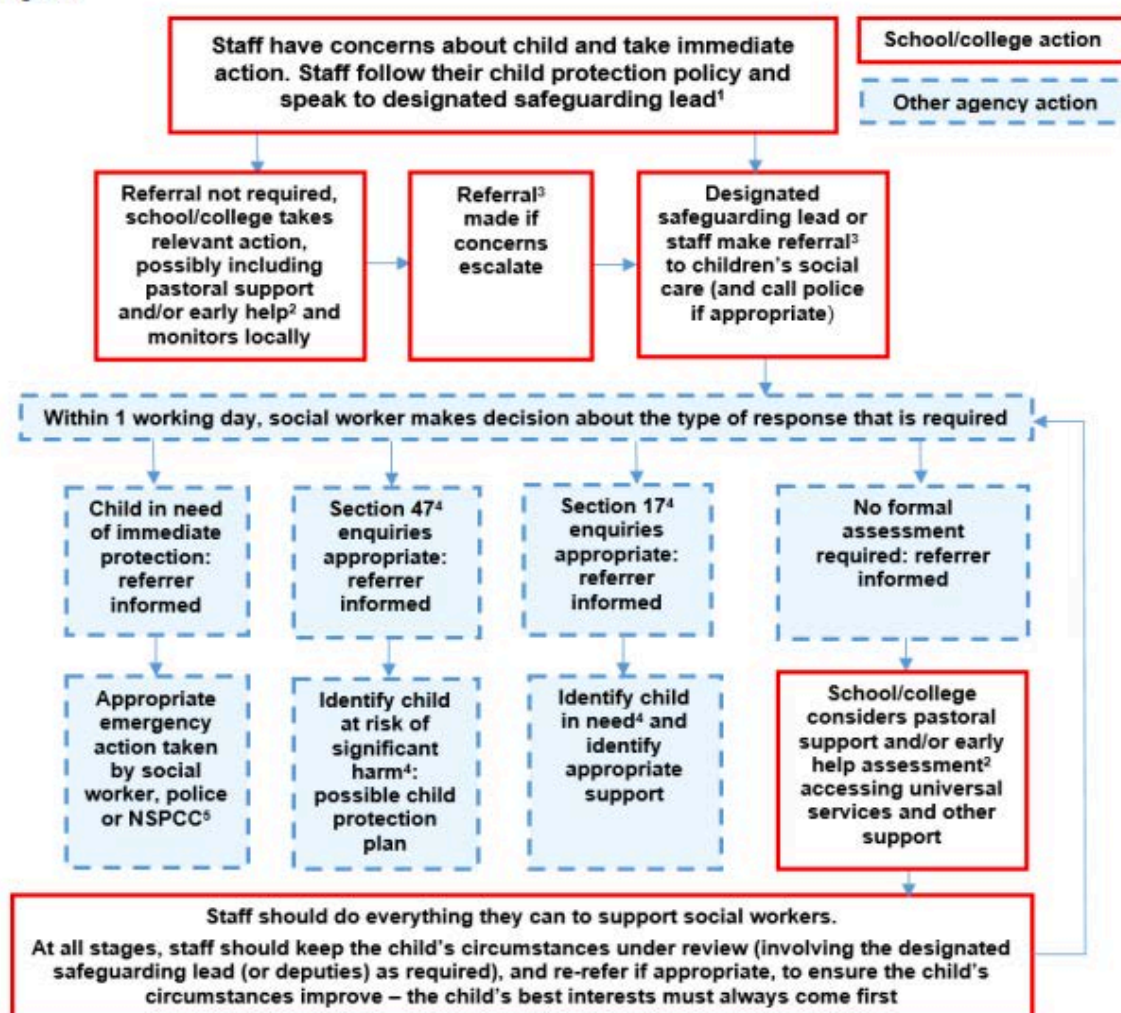 Staff have concerns about child and take immediate
action. Staff follow their child protection policy and
speak to designated safeguarding lead¹
School/college action
Other agency action
Referral not required,
school/college takes
relevant action,
possibly including
pastoral support
and/or early help² and
monitors locally
Referral³
made if
concerns
escalate
Designated
safeguarding lead or
staff make referral³
to children's social
care (and call police
if appropriate)
Within 1 working day, social worker makes decision about the type of response that is required
Child in need
of immediate
protection:
referrer
informed
Section 47⁴
enquiries
appropriate:
referrer
informed
Section 17⁴
enquiries
appropriate:
referrer
informed
No formal
assessment
required: referrer
informed
Appropriate
emergency
action taken
by social
worker, police
or NSPCC⁵
Identify child
at risk of
significant
harm⁴:
possible child
protection
plan
Identify child
in need⁴ and
identify
appropriate
support
School/college
considers pastoral
support and/or early
help assessment²
accessing universal
services and other
support
Staff should do everything they can to support social workers.
At all stages, staff should keep the child's circumstances under review (involving the designated
safeguarding lead (or deputies) as required), and re-refer if appropriate, to ensure the child's
circumstances improve – the child's best interests must always come first